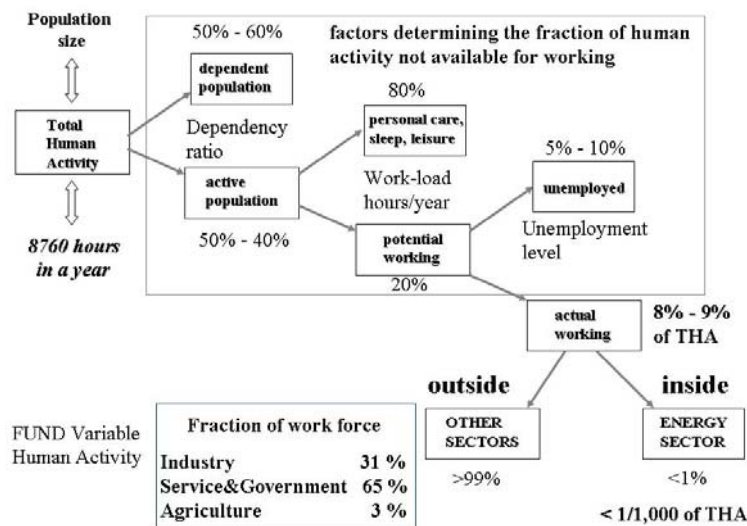 Population
size
50% - 60%
factors determining the fraction of human
activity not available for working
dependent
population
80%
Total
Human
Activity
Dependency
ratio
personal care,
sleep, leisure
5% - 10%
active
population
Work-load
hours/year
unemployed
8760 hours
in a year
50% - 40%
potential
working
Unemployment
level
20%
actual
working
8% - 9%
of THA
outside
inside
FUND Variable
Human Activity
Fraction of work force
Industry 31 %
Service&Government 65 %
Agriculture 3 %
OTHER
SECTORS
ENERGY
SECTOR
>99%
<1%
< 1/1,000 of THA